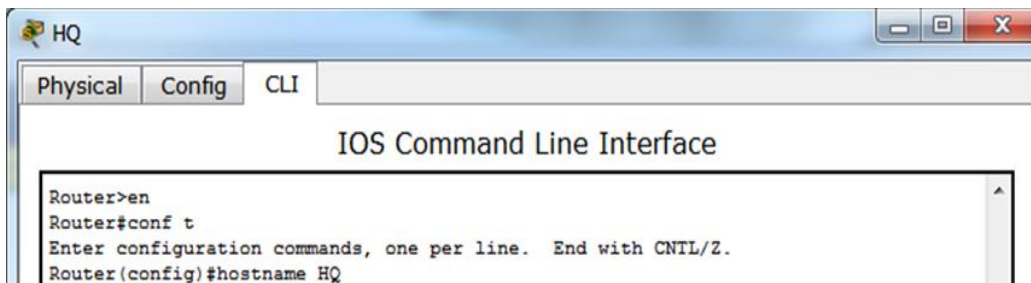 HQ
Physical Config CLI
IOS Command Line Interface
Router>en
Router#conf t
Enter configuration commands, one per line.  End with CNTL/Z.
Router(config)#hostname HQ